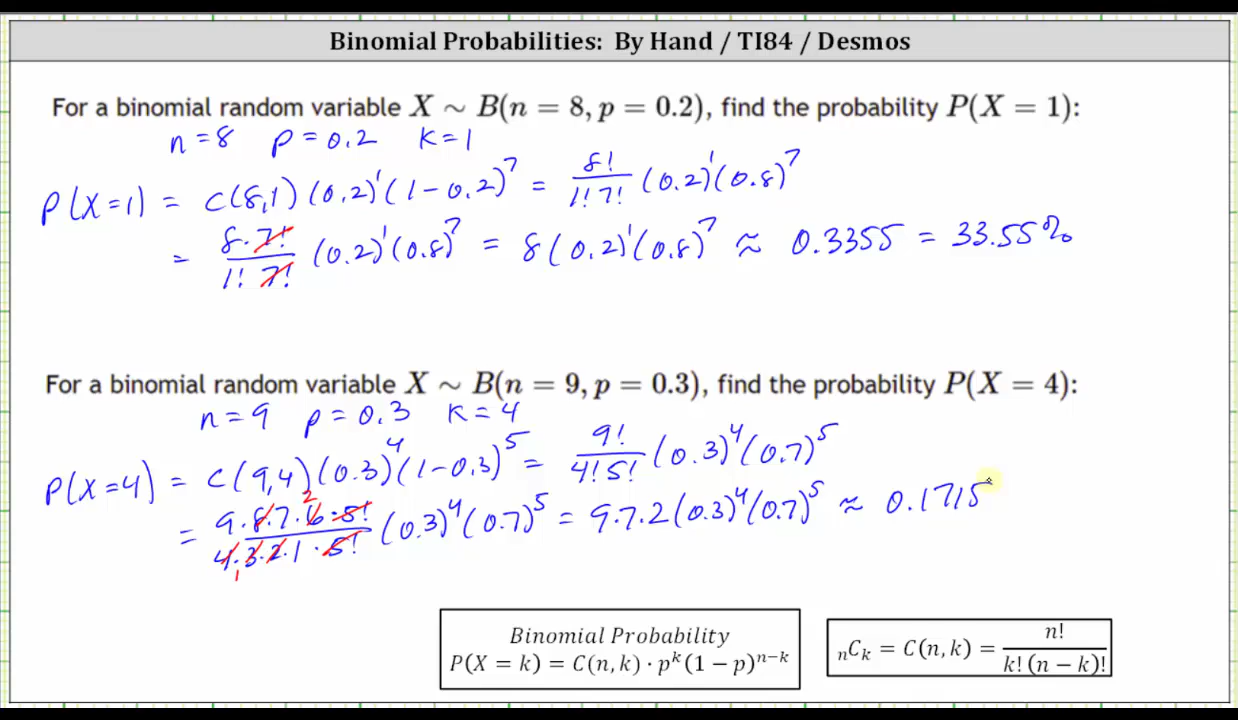 Binomial Probabilities: By Hand / TI84 / Desmos
For a binomial random variable X ∼ B(n = 8, p = 0.2), find the probability P(X = 1):
n=8 p=0.2 k=1
P(X=1) = C(8,1)(0.2)¹(1-0.2)⁷ = 8!/(1!7!) (0.2)¹(0.8)⁷
= 8·7!/(1!7!) (0.2)¹(0.8)⁷ = 8(0.2)¹(0.8)⁷ ≈ 0.3355 = 33.55%
For a binomial random variable X ∼ B(n = 9, p = 0.3), find the probability P(X = 4):
n=9 p=0.3 k=4
P(X=4) = C(9,4)(0.3)⁴(1-0.3)⁵ = 9!/(4!5!) (0.3)⁴(0.7)⁵
2
= 9·8·7·6·5!/(4·3·2·1·5!) (0.3)⁴(0.7)⁵ = 9·7·2(0.3)⁴(0.7)⁵ ≈ 0.1715
1
Binomial Probability
P(X = k) = C(n, k) · pᵏ(1 − p)ⁿ⁻ᵏ
ₙCₖ = C(n, k) = n!/(k! (n − k)!)